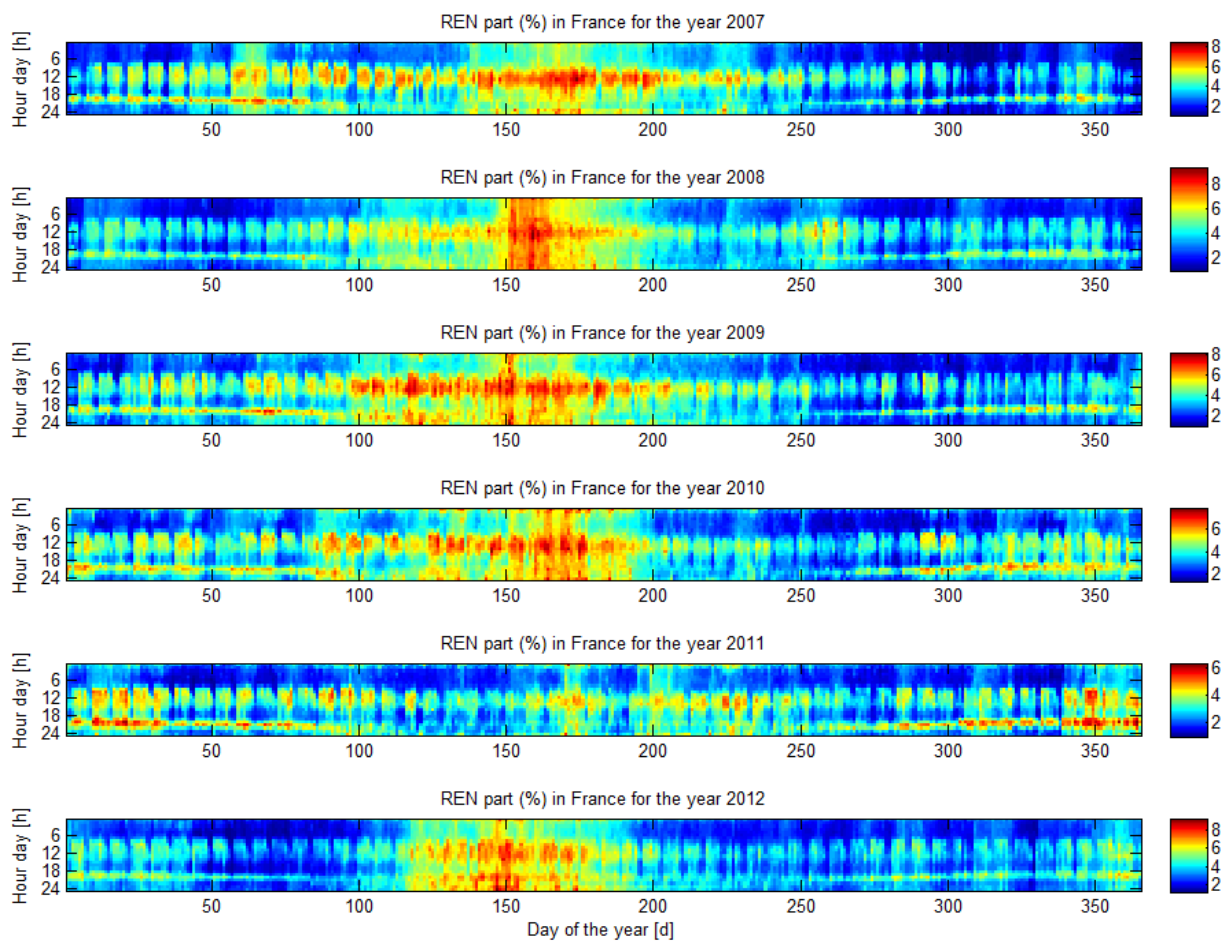 REN part (%) in France for the year 2007
Hour day [h]
6
12
18
24
50 100 150 200 250 300 350
8
6
4
2
REN part (%) in France for the year 2008
Hour day [h]
6
12
18
24
50 100 150 200 250 300 350
8
6
4
2
REN part (%) in France for the year 2009
Hour day [h]
6
12
18
24
50 100 150 200 250 300 350
8
6
4
2
REN part (%) in France for the year 2010
Hour day [h]
6
12
18
24
50 100 150 200 250 300 350
6
4
2
REN part (%) in France for the year 2011
Hour day [h]
6
12
18
24
50 100 150 200 250 300 350
6
4
2
REN part (%) in France for the year 2012
Hour day [h]
6
12
18
24
50 100 150 200 250 300 350
8
6
4
2
Day of the year [d]